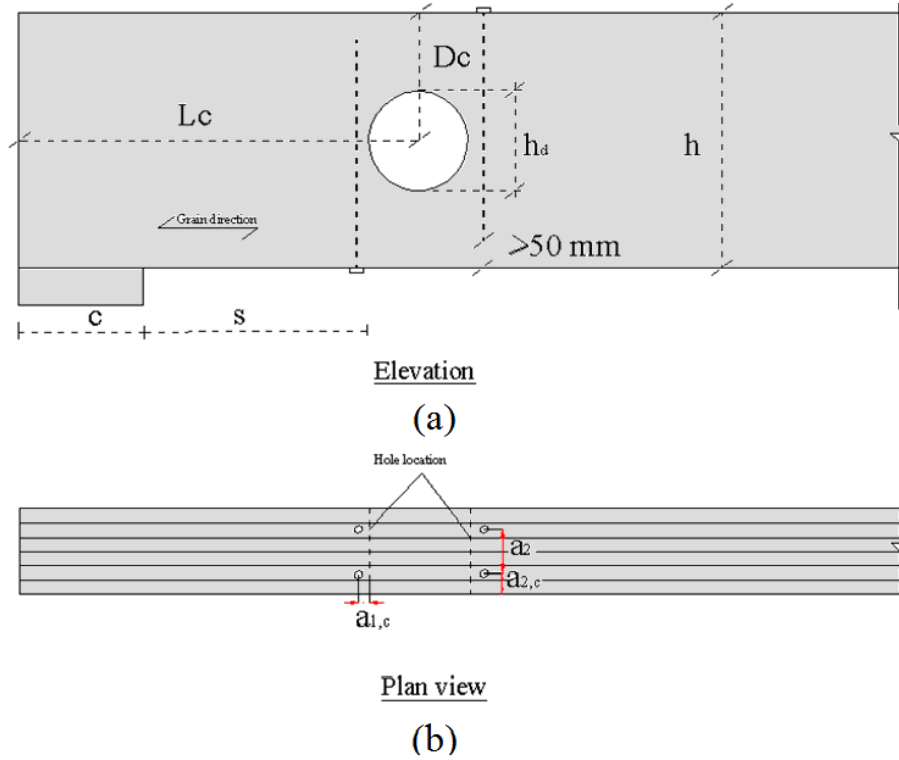 Dc
Lc
hd
h
Grain direction
>50 mm
c
s
Elevation
(a)
Hole location
a2
a2,c
a1,c
Plan view
(b)